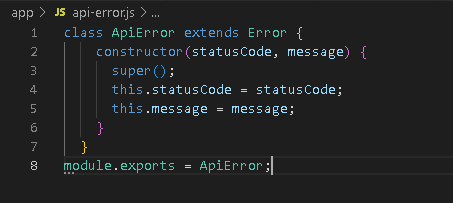 app > JS api-error.js > ...
1 class ApiError extends Error {
2     constructor(statusCode, message) {
3       super();
4       this.statusCode = statusCode;
5       this.message = message;
6     }
7   }
8 module.exports = ApiError;